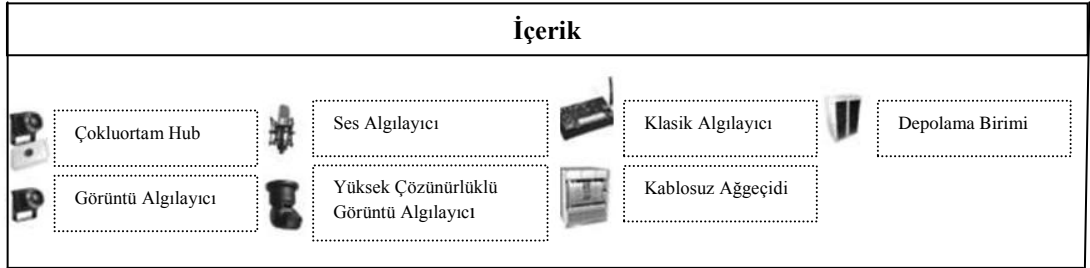 İçerik
Çokluortam Hub
Ses Algılayıcı
Klasik Algılayıcı
Depolama Birimi
Görüntü Algılayıcı
Yüksek Çözünürlüklü
Görüntü Algılayıcı
Kablosuz Ağgeçidi